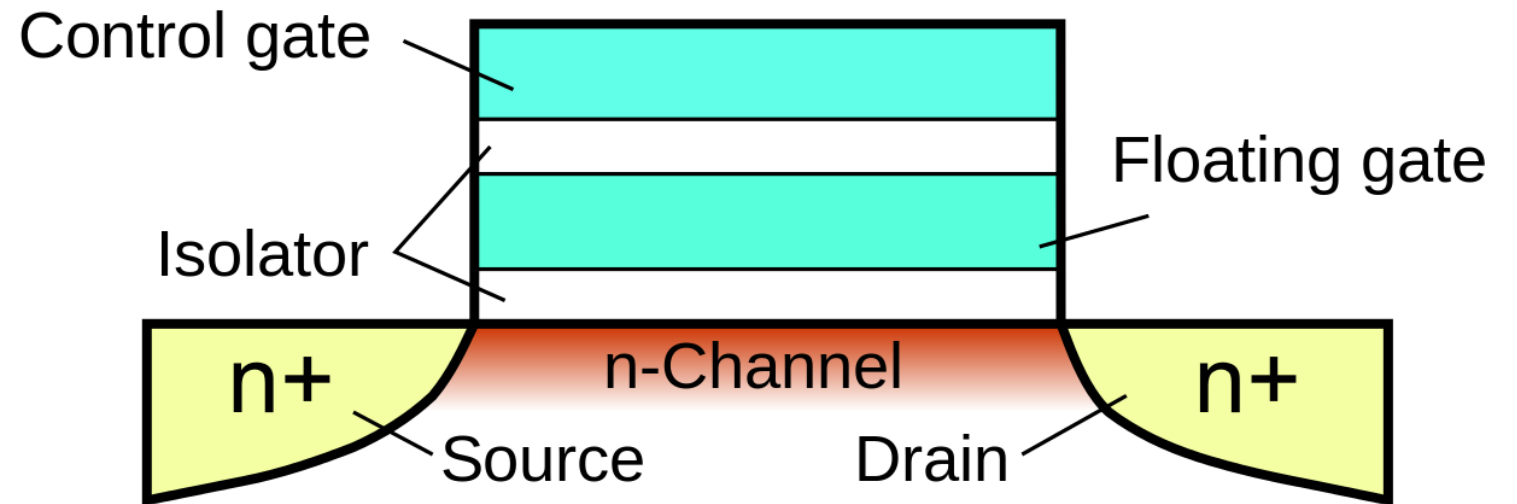 Control gate
Floating gate
Isolator
n-Channel
n+
n+
Source
Drain